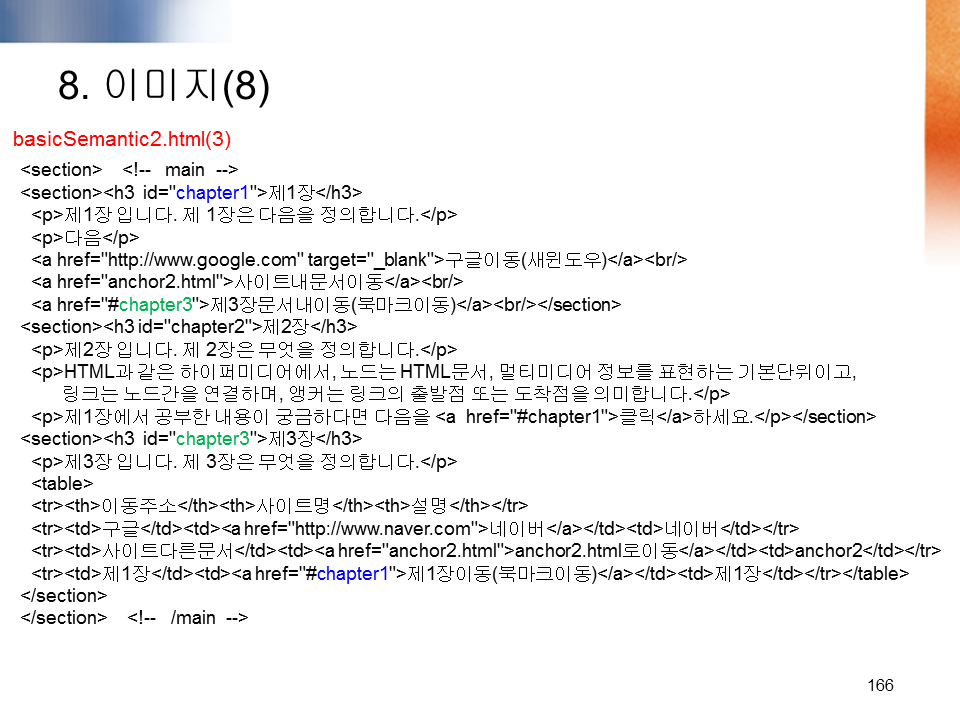 8. 이미지(8)
basicSemantic2.html(3)
<section> <!-- main -->
<section><h3 id="chapter1">제1장</h3>
<p>제1장 입니다. 제 1장은 다음을 정의합니다.</p>
<p>다음</p>
<a href="http://www.google.com" target="_blank">구글이동(새윈도우)</a><br/>
<a href="anchor2.html">사이트내문서이동</a><br/>
<a href="#chapter3">제3장문서내이동(북마크이동)</a><br/></section>
<section><h3 id="chapter2">제2장</h3>
<p>제2장 입니다. 제 2장은 무엇을 정의합니다.</p>
<p>HTML과 같은 하이퍼미디어에서, 노드는 HTML문서, 멀티미디어 정보를 표현하는 기본단위이고,
링크는 노드간을 연결하며, 앵커는 링크의 출발점 또는 도착점을 의미합니다.</p>
<p>제1장에서 공부한 내용이 궁금하다면 다음을 <a href="#chapter1">클릭</a>하세요.</p></section>
<section><h3 id="chapter3">제3장</h3>
<p>제3장 입니다. 제 3장은 무엇을 정의합니다.</p>
<table>
<tr><th>이동주소</th><th>사이트명</th><th>설명</th></tr>
<tr><td>구글</td><td><a href="http://www.naver.com">네이버</a></td><td>네이버</td></tr>
<tr><td>사이트다른문서</td><td><a href="anchor2.html">anchor2.html로이동</a></td><td>anchor2</td></tr>
<tr><td>제1장</td><td><a href="#chapter1">제1장이동(북마크이동)</a></td><td>제1장</td></tr></table>
</section>
</section> <!-- /main -->
166